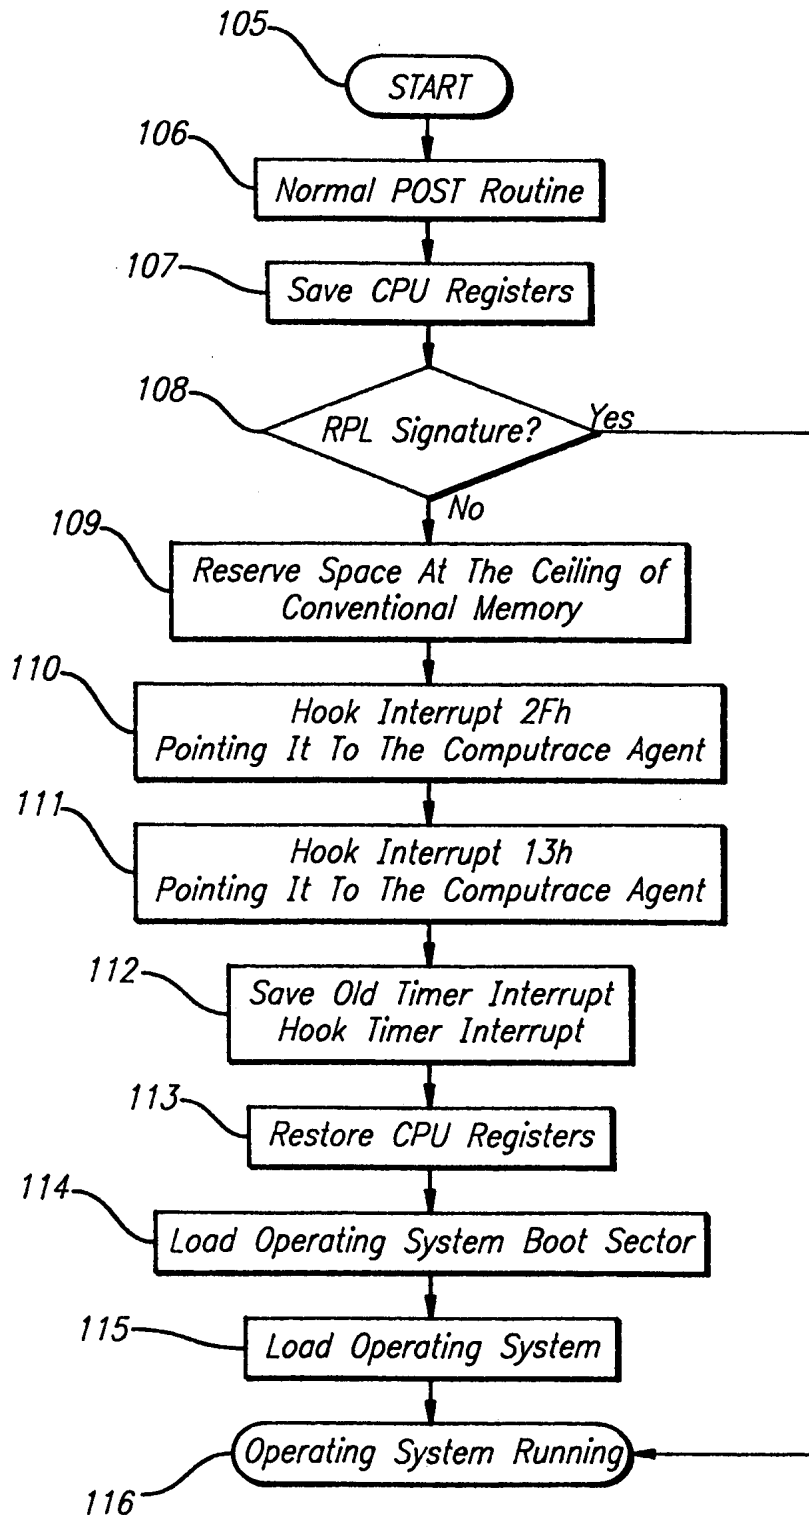 105
START
106
Normal POST Routine
107
Save CPU Registers
108
RPL Signature?
Yes
No
109
Reserve Space At The Ceiling of
Conventional Memory
110
Hook Interrupt 2Fh
Pointing It To The Computrace Agent
111
Hook Interrupt 13h
Pointing It To The Computrace Agent
112
Save Old Timer Interrupt
Hook Timer Interrupt
113
Restore CPU Registers
114
Load Operating System Boot Sector
115
Load Operating System
Operating System Running
116